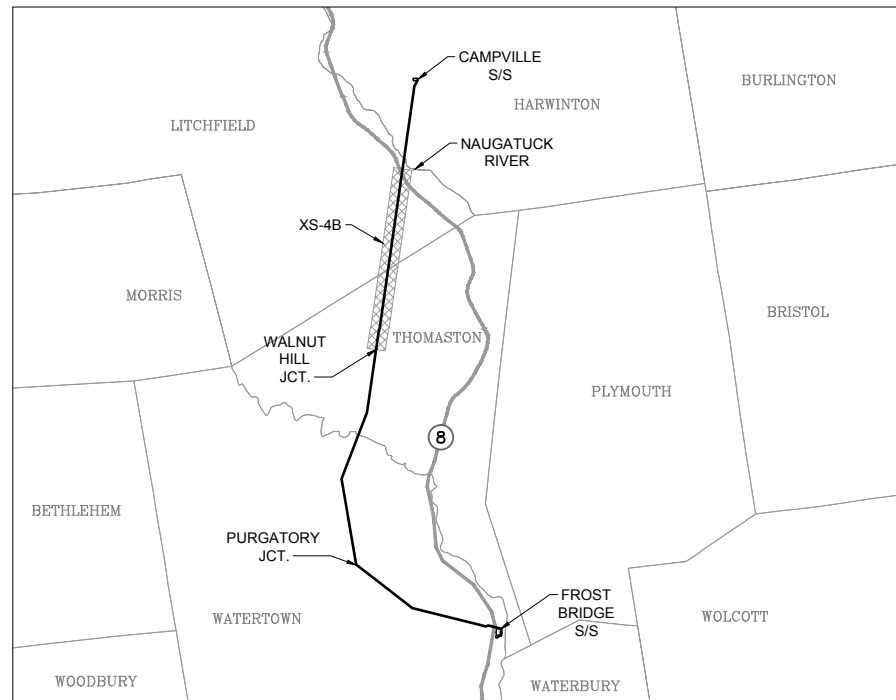 CAMPVILLE
S/S
BURLINGTON
HARWINTON
LITCHFIELD
NAUGATUCK
RIVER
XS-4B
MORRIS
BRISTOL
WALNUT
HILL
JCT.
THOMASTON
PLYMOUTH
8
BETHLEHEM
PURGATORY
JCT.
FROST
BRIDGE
S/S
WATERTOWN
WOLCOTT
WOODBURY
WATERBURY